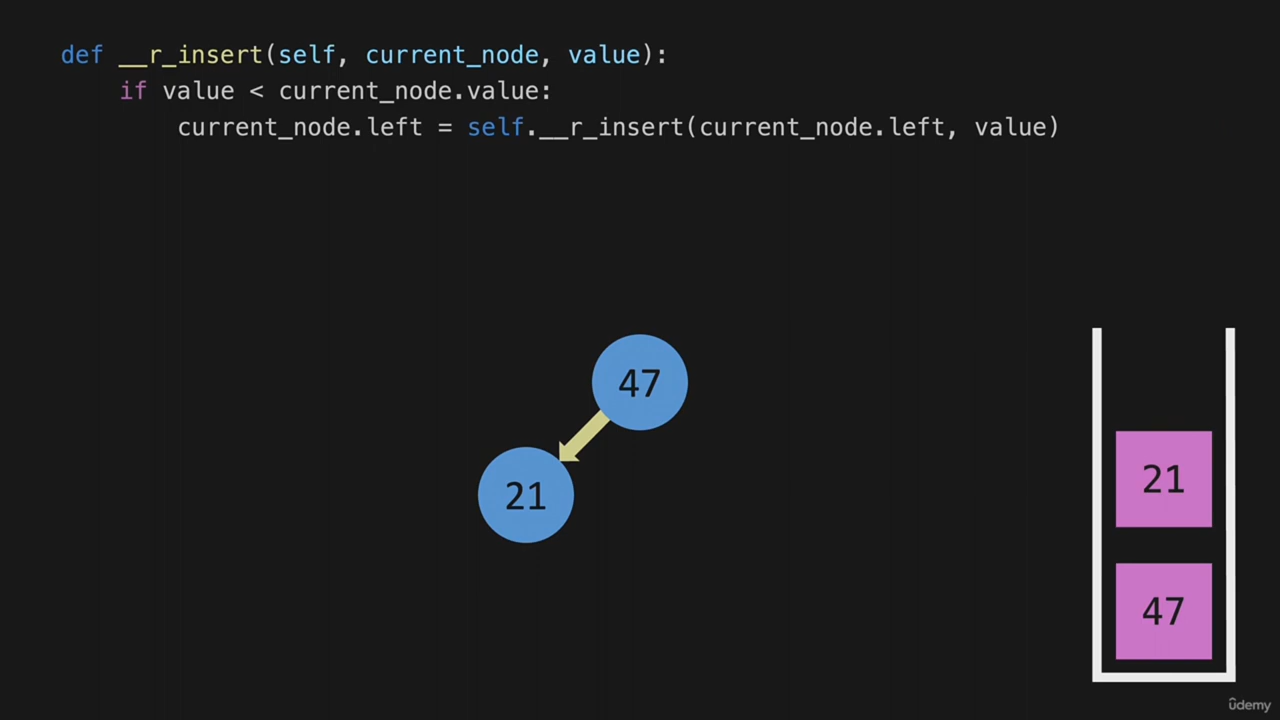 def __r_insert(self, current_node, value):
    if value < current_node.value:
        current_node.left = self.__r_insert(current_node.left, value)
47
21
21
47
ûdemy